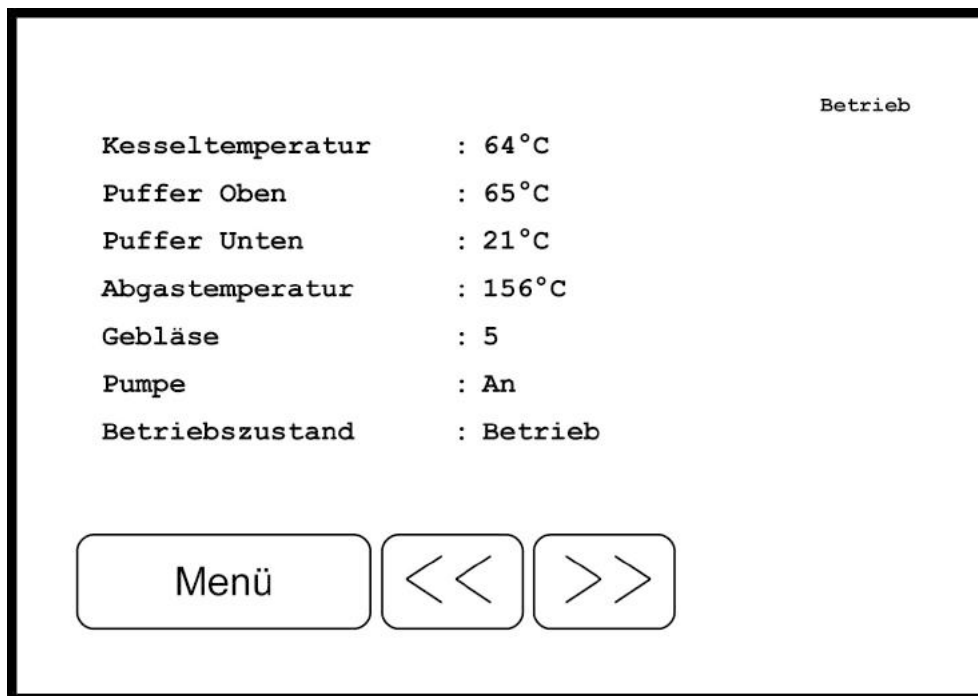 Betrieb
Kesseltemperatur : 64°C
Puffer Oben : 65°C
Puffer Unten : 21°C
Abgastemperatur : 156°C
Gebläse : 5
Pumpe : An
Betriebszustand : Betrieb
Menü << >>